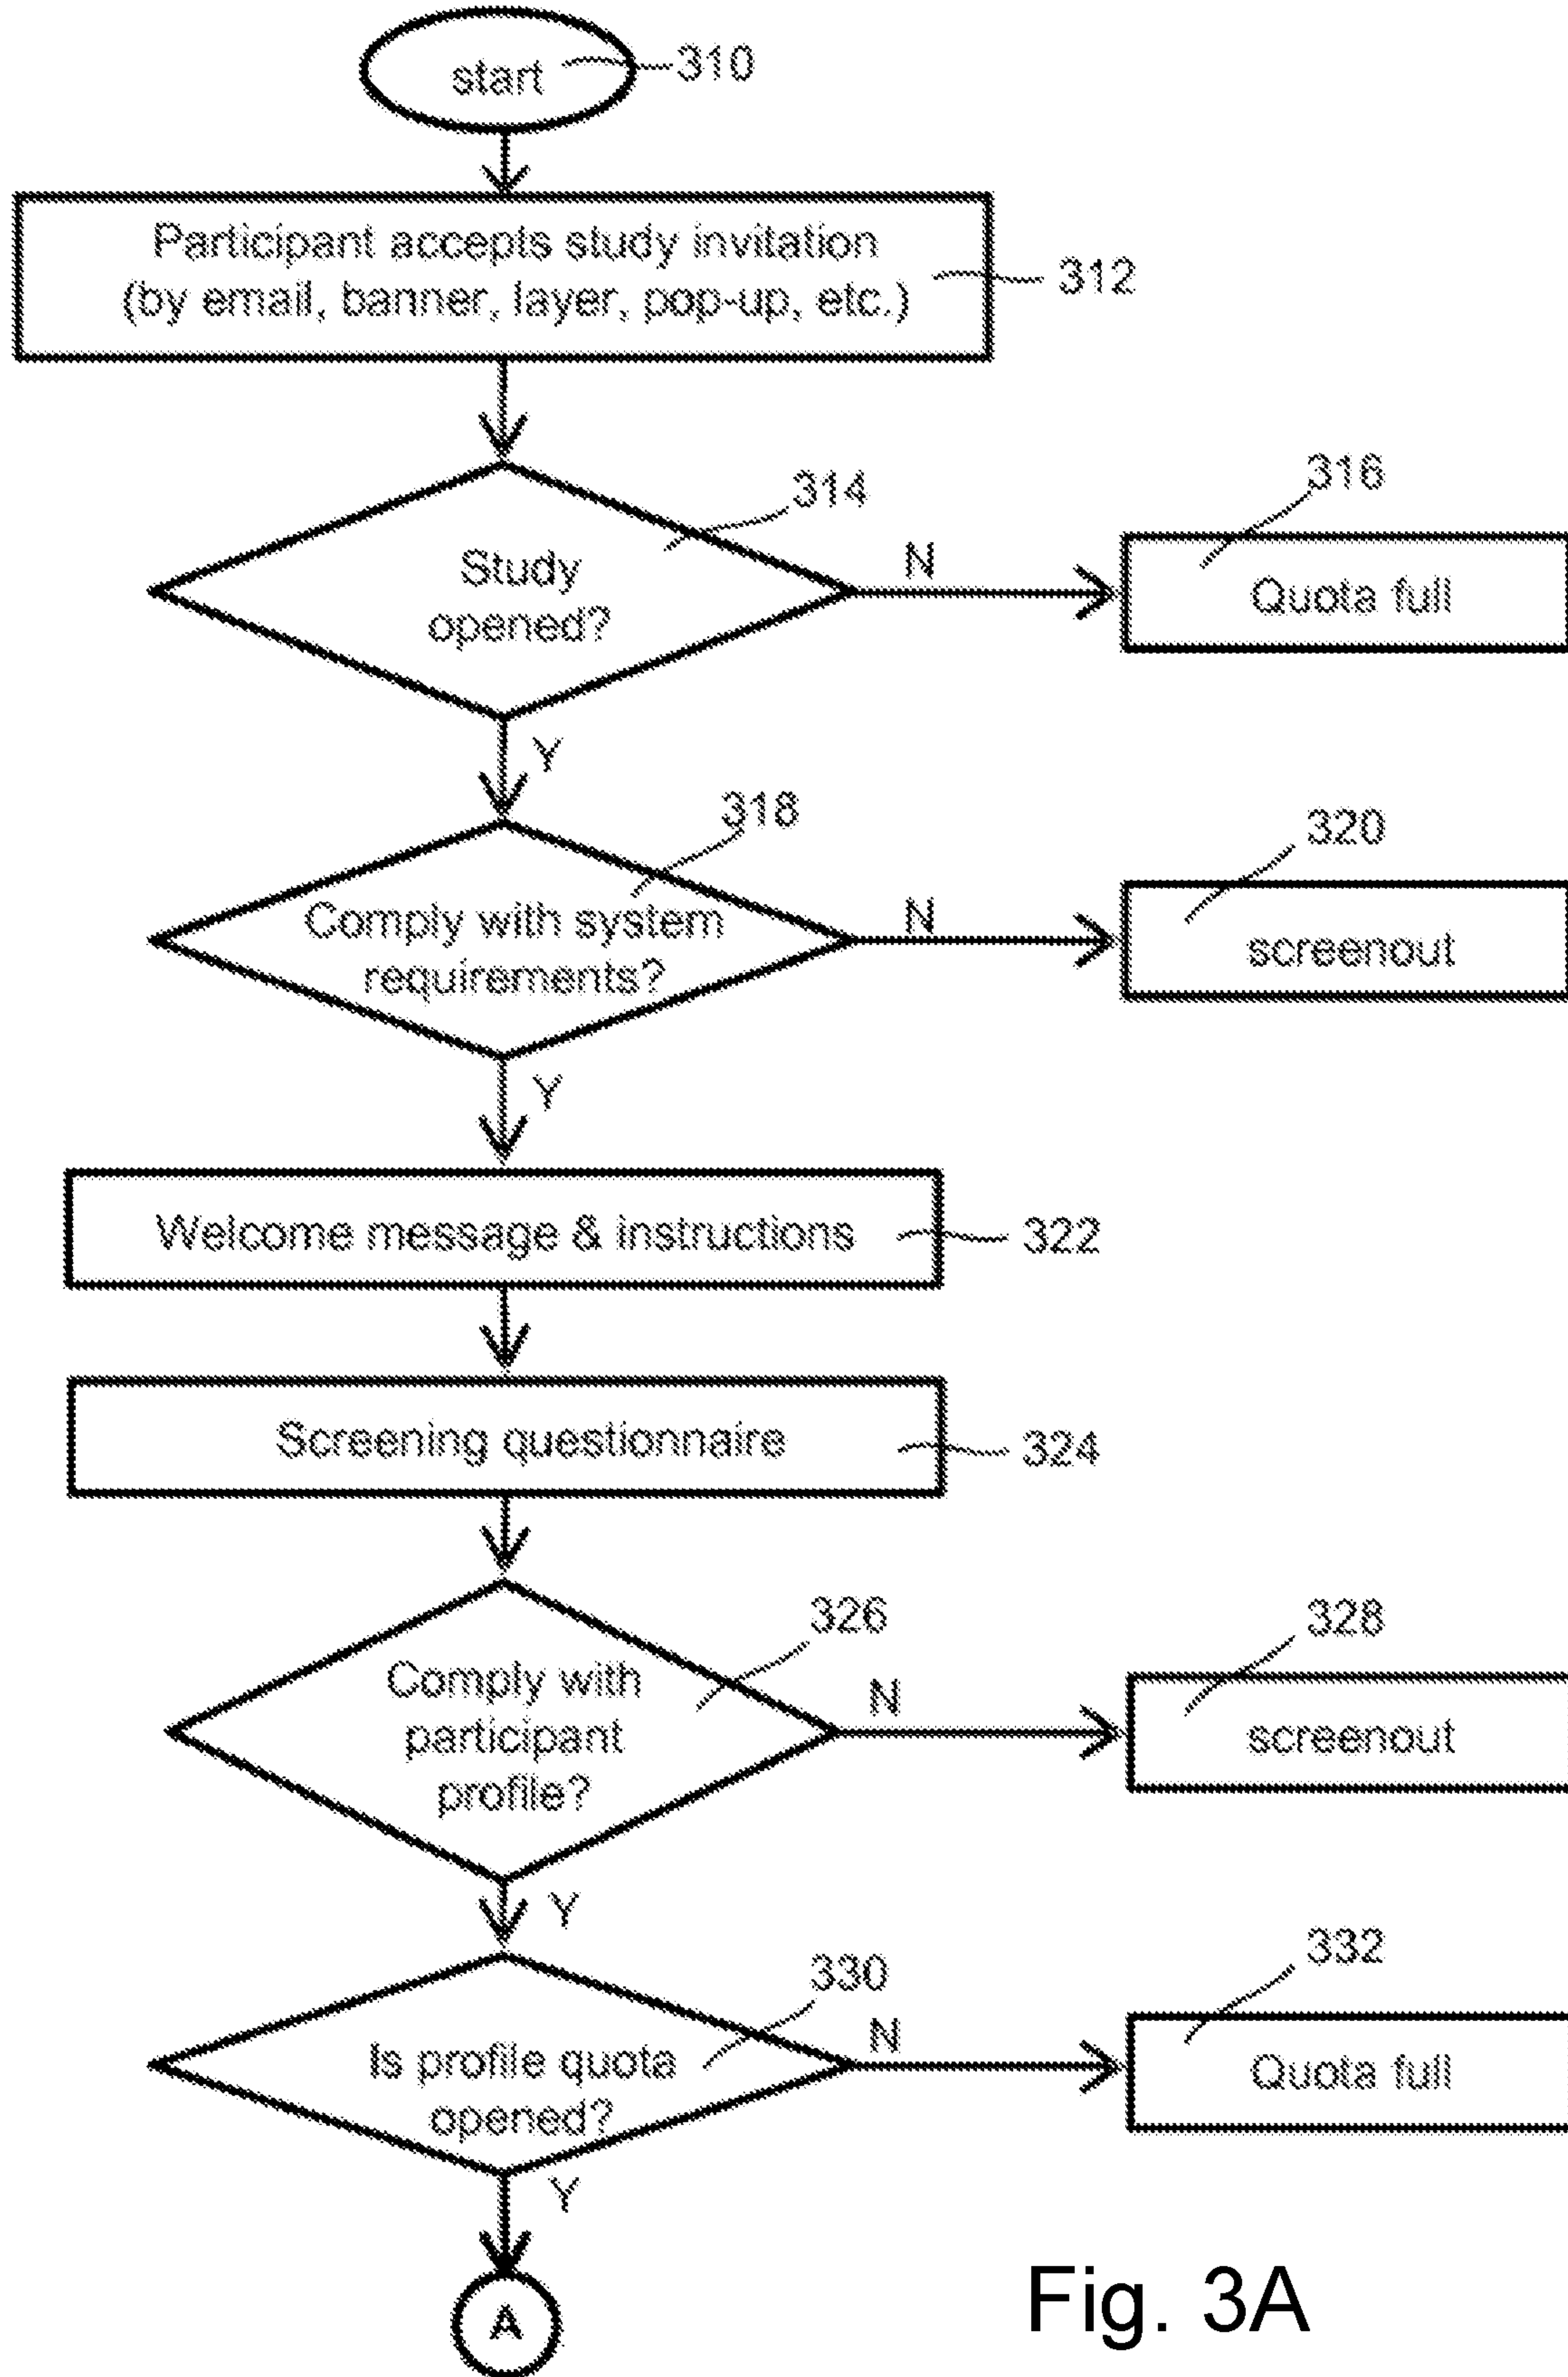 start
310
Participant accepts study invitation
(by email, banner, layer, pop-up, etc.)
312
314
Study
opened?
N
316
Quota full
Y
318
Comply with system
requirements?
N
320
screenout
Y
Welcome message & instructions
322
Screening questionnaire
324
326
Comply with
participant
profile?
N
328
screenout
Y
330
Is profile quota
opened?
N
332
Quota full
Y
A
Fig. 3A